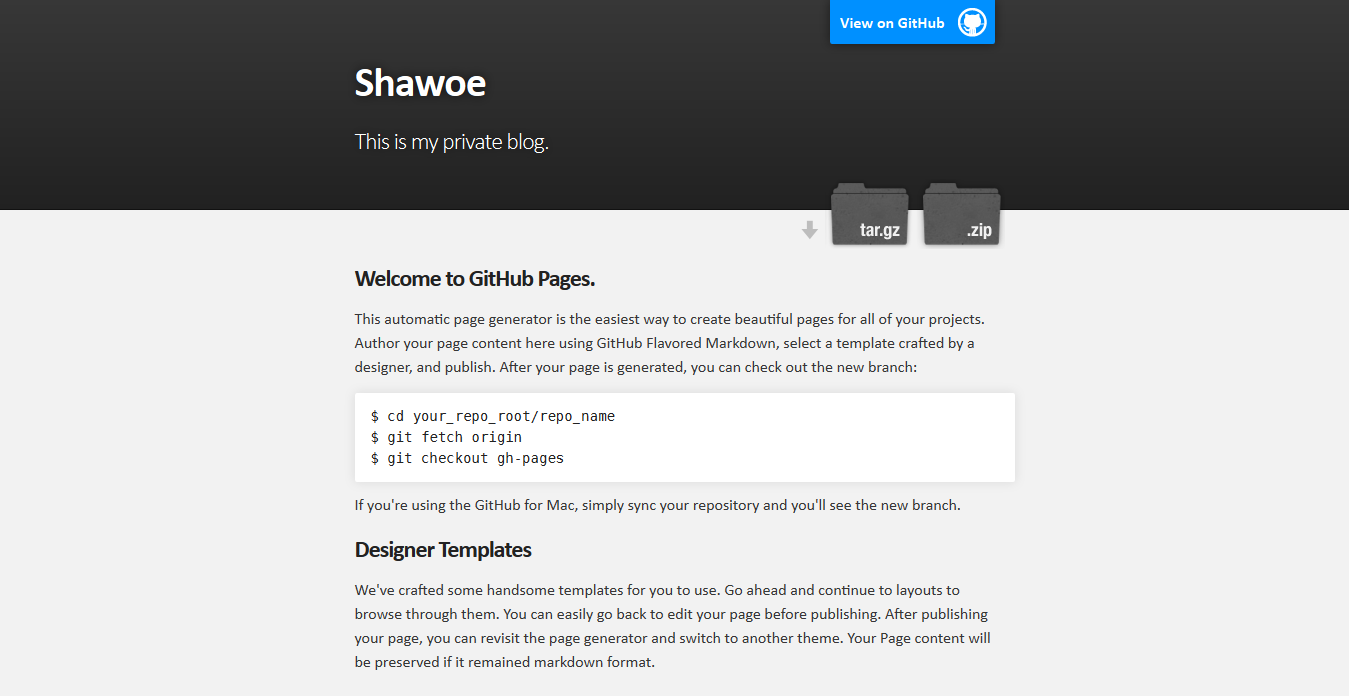 View on GitHub
Shawoe
This is my private blog.
tar.gz
.zip
Welcome to GitHub Pages.
This automatic page generator is the easiest way to create beautiful pages for all of your projects.
Author your page content here using GitHub Flavored Markdown, select a template crafted by a
designer, and publish. After your page is generated, you can check out the new branch:
$ cd your_repo_root/repo_name
$ git fetch origin
$ git checkout gh-pages
If you're using the GitHub for Mac, simply sync your repository and you'll see the new branch.
Designer Templates
We've crafted some handsome templates for you to use. Go ahead and continue to layouts to
browse through them. You can easily go back to edit your page before publishing. After publishing
your page, you can revisit the page generator and switch to another theme. Your Page content will
be preserved if it remained markdown format.